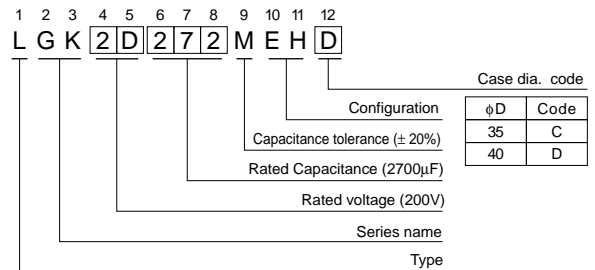 1 2 3 4 5 6 7 8 9 10 11 12
L G K 2 D 2 7 2 M E H D
Case dia. code
φD Code
35 C
40 D
Configuration
Capacitance tolerance (± 20%)
Rated Capacitance (2700µF)
Rated voltage (200V)
Series name
Type